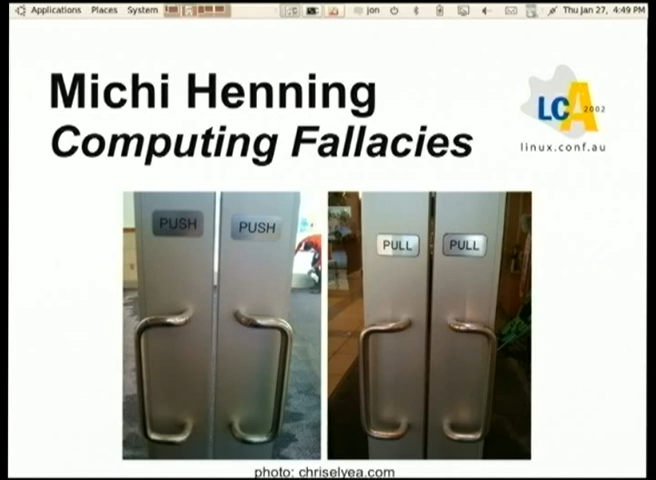 Applications Places System jon Thu Jan 27, 4:49 PM
Michi Henning
Computing Fallacies
LCA 2002
linux.conf.au
PUSH PUSH PULL PULL
photo: chriselyea.com